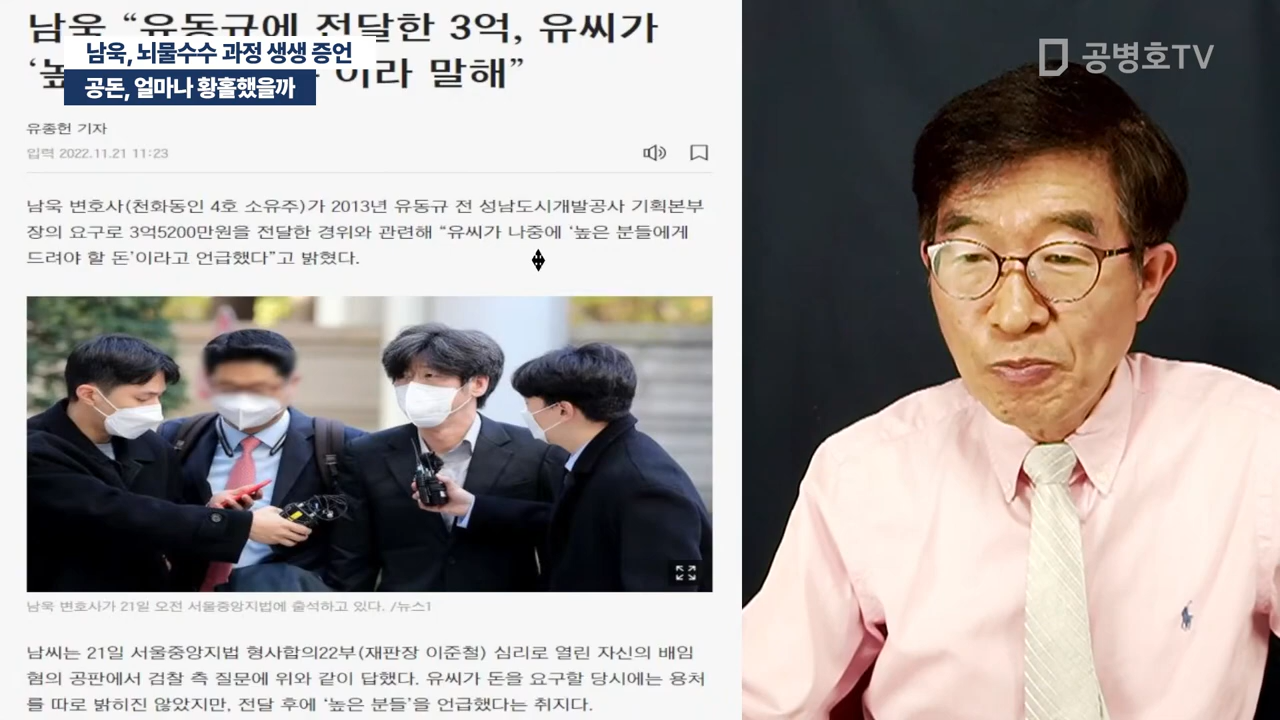 남욱 “유동규에 전달한 3억, 유씨가
이라 말해”
남욱, 뇌물수수 과정 생생 증언
공돈, 얼마나 황홀했을까
공병호TV
유종헌 기자
입력 2022.11.21 11:23
남욱 변호사(천화동인 4호 소유주)가 2013년 유동규 전 성남도시개발공사 기획본부
장의 요구로 3억5200만원을 전달한 경위와 관련해 “유씨가 나중에 ‘높은 분들에게
드려야 할 돈’이라고 언급했다”고 밝혔다.
남욱 변호사가 21일 오전 서울중앙지법에 출석하고 있다. /뉴스1
남씨는 21일 서울중앙지법 형사합의22부(재판장 이준철) 심리로 열린 자신의 배임
혐의 공판에서 검찰 측 질문에 위와 같이 답했다. 유씨가 돈을 요구할 당시에는 용처
를 따로 밝히진 않았지만, 전달 후에 ‘높은 분들’을 언급했다는 취지다.